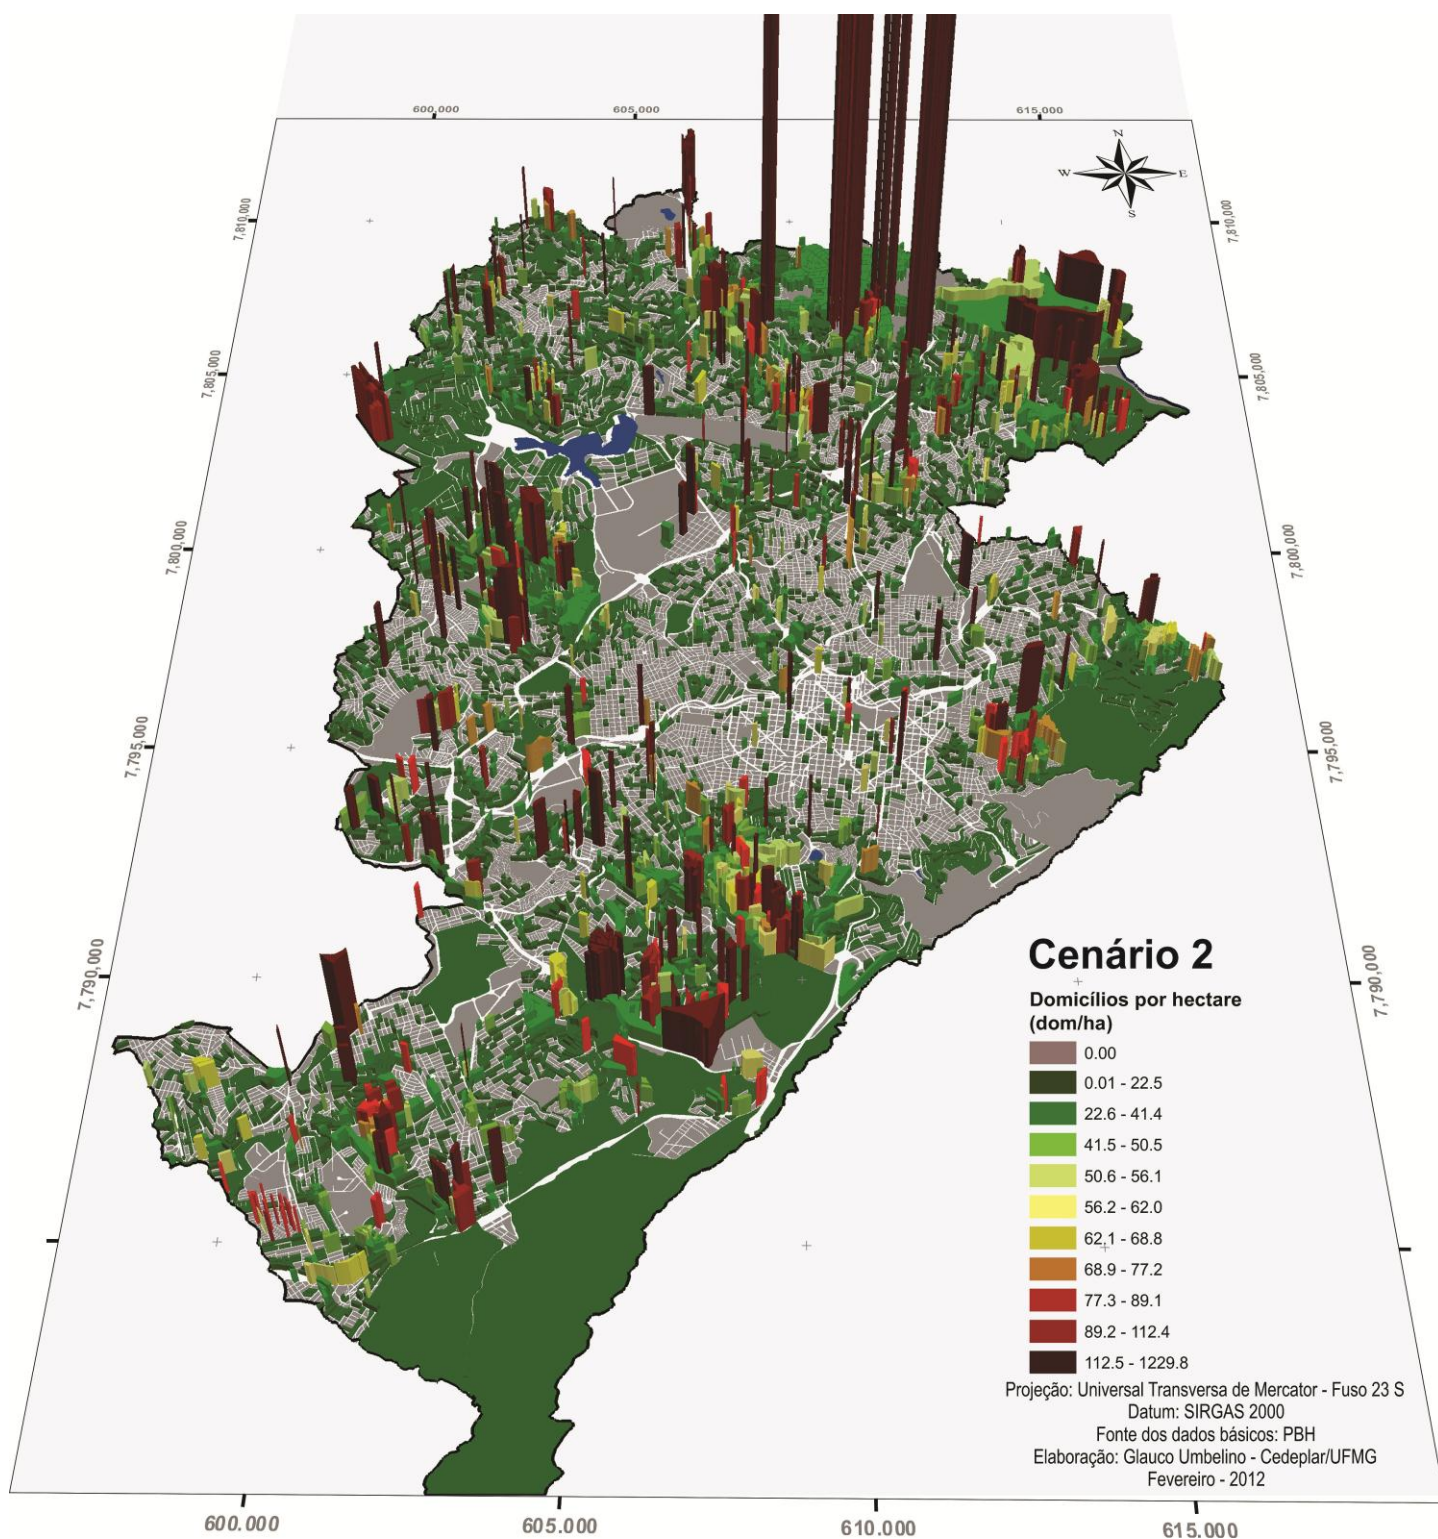 600,000
605,000
615,000
N
W
E
S
7,810,000
7,810,000
7,805,000
7,805,000
7,800,000
7,800,000
7,795,000
7,795,000
7,790,000
7,790,000
Cenário 2
Domicílios por hectare
(dom/ha)
0.00
0.01 - 22.5
22.6 - 41.4
41.5 - 50.5
50.6 - 56.1
56.2 - 62.0
62.1 - 68.8
68.9 - 77.2
77.3 - 89.1
89.2 - 112.4
112.5 - 1229.8
Projeção: Universal Transversa de Mercator - Fuso 23 S
Datum: SIRGAS 2000
Fonte dos dados básicos: PBH
Elaboração: Glauco Umbelino - Cedeplar/UFMG
Fevereiro - 2012
600.000
605.000
610.000
615.000